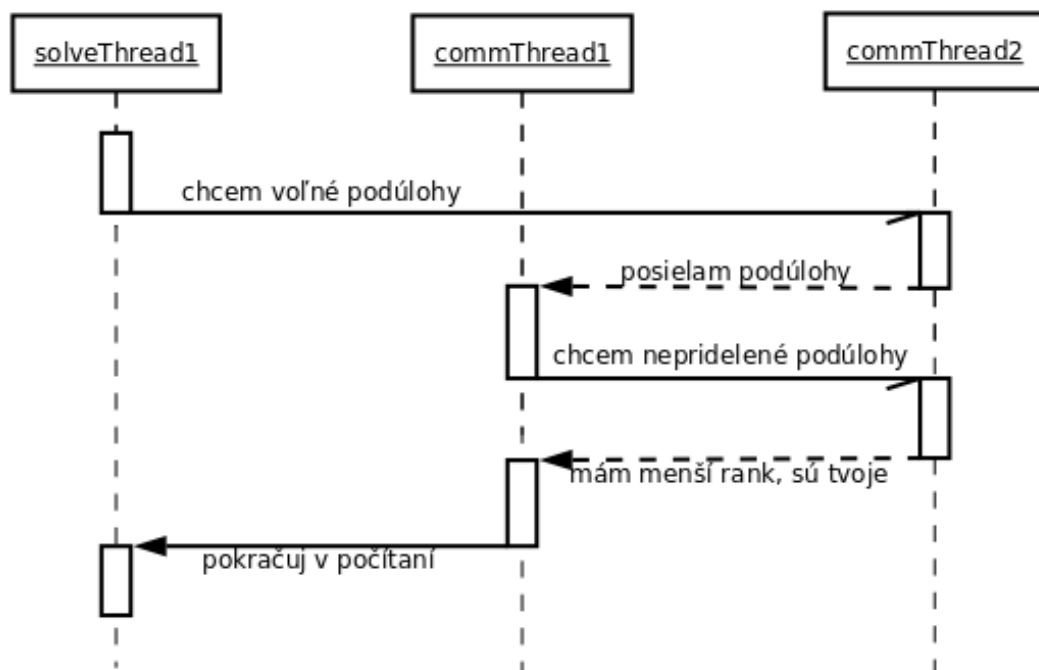 solveThread1
commThread1
commThread2
chcem voľné podúlohy
posielam podúlohy
chcem nepridelené podúlohy
mám menší rank, sú tvoje
pokračuj v počítaní